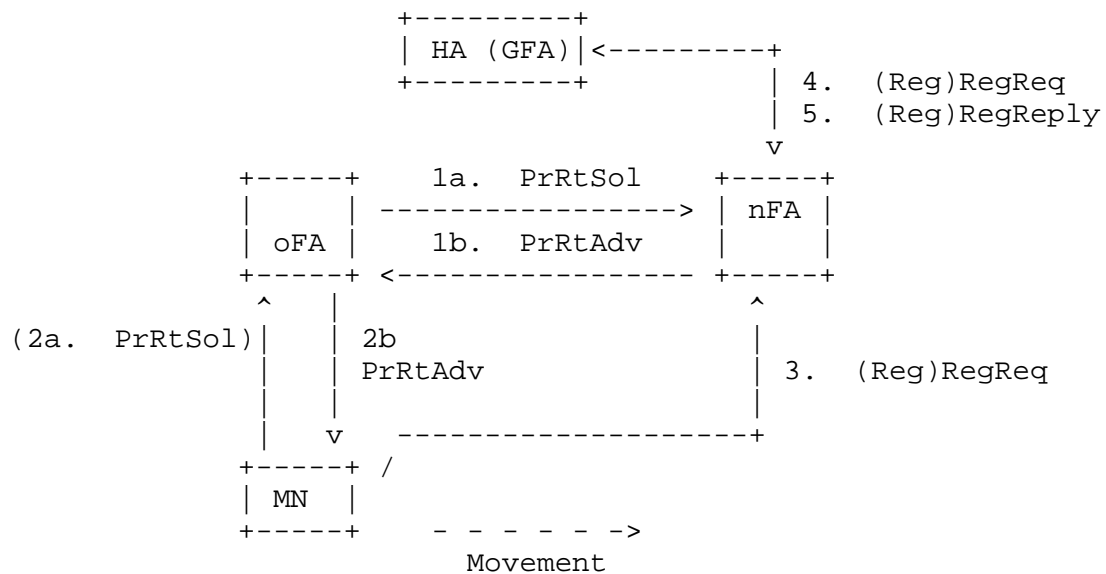 HA (GFA)
4. (Reg)RegReq
5. (Reg)RegReply
1a. PrRtSol
nFA
oFA
1b. PrRtAdv
(2a. PrRtSol)
2b
PrRtAdv
3. (Reg)RegReq
MN
Movement